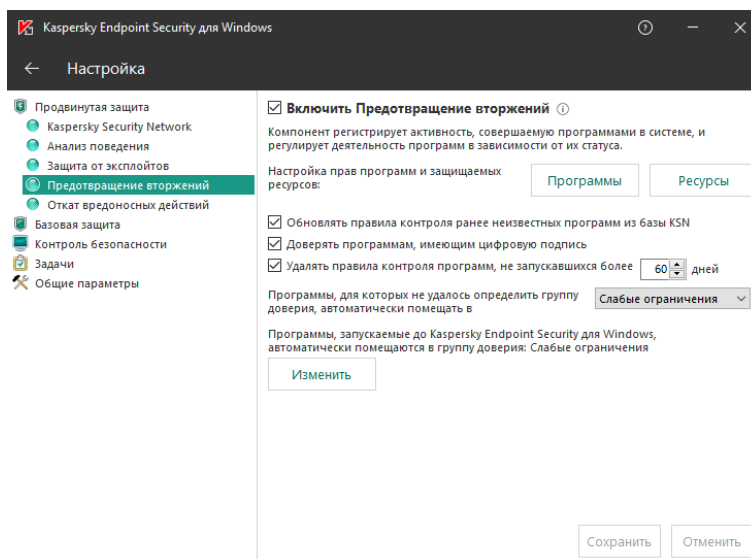 Kaspersky Endpoint Security для Windows
Настройка
Продвинутая защита
Kaspersky Security Network
Анализ поведения
Защита от эксплойтов
Предотвращение вторжений
Откат вредоносных действий
Базовая защита
Контроль безопасности
Задачи
Общие параметры
Включить Предотвращение вторжений
Компонент регистрирует активность, совершаемую программами в системе, и
регулирует деятельность программ в зависимости от их статуса.
Настройка прав программ и защищаемых
ресурсов:
Программы
Ресурсы
Обновлять правила контроля ранее неизвестных программ из базы KSN
Доверять программам, имеющим цифровую подпись
Удалять правила контроля программ, не запускавшихся более 60 дней
Программы, для которых не удалось определить группу
доверия, автоматически помещать в
Слабые ограничения
Программы, запускаемые до Kaspersky Endpoint Security для Windows,
автоматически помещаются в группу доверия: Слабые ограничения
Изменить
Сохранить
Отменить